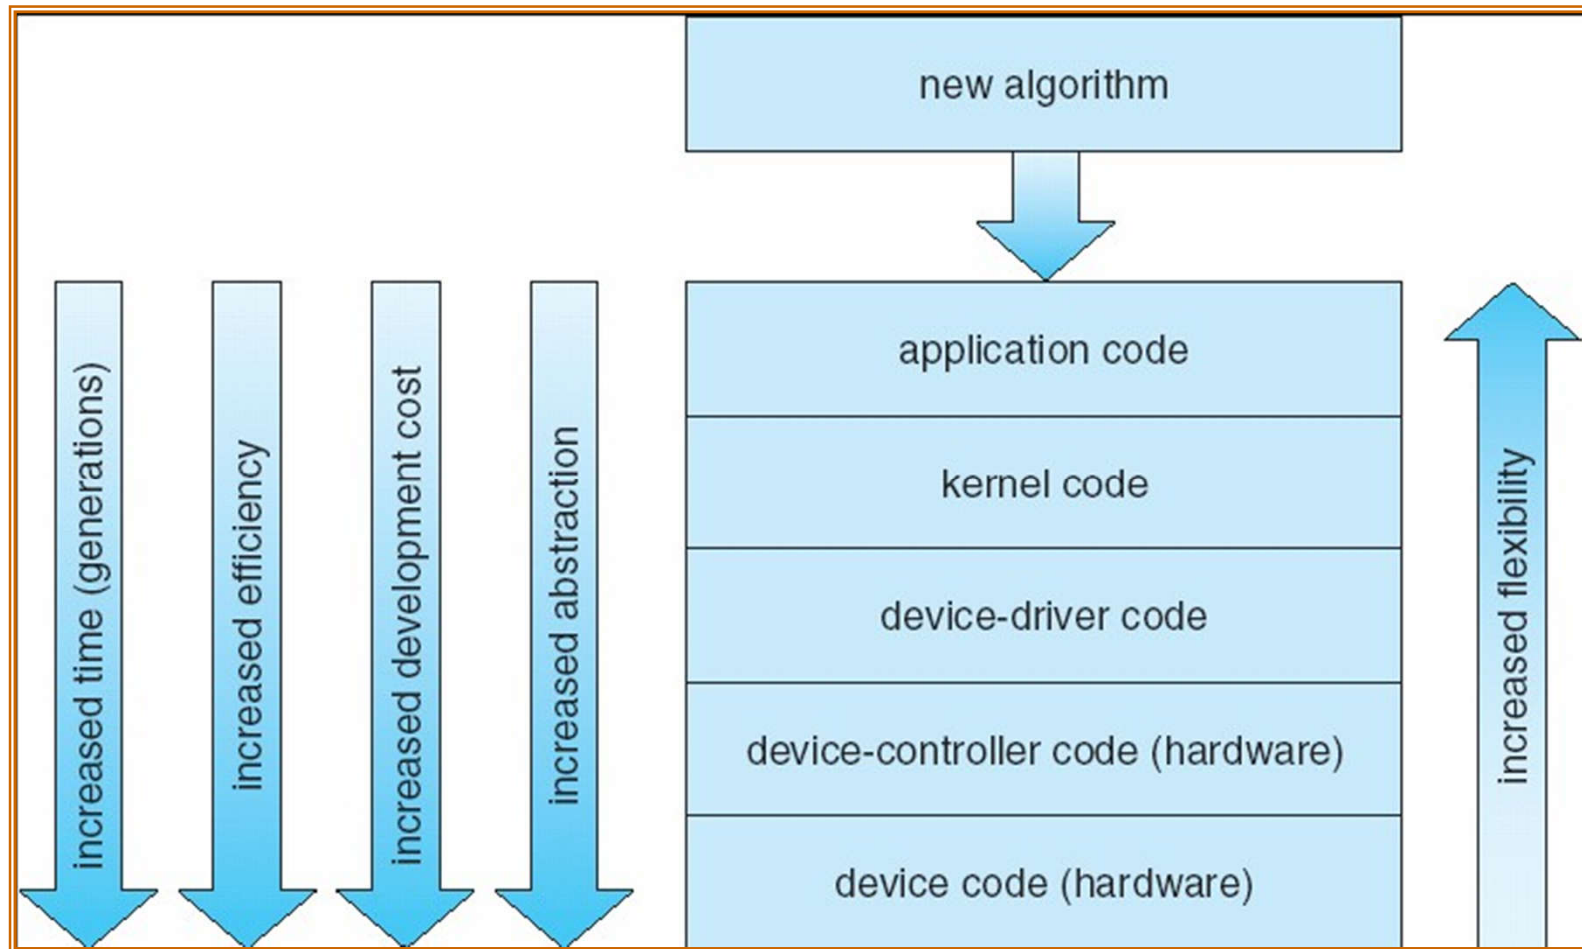 new algorithm
increased time (generations)
increased efficiency
increased development cost
increased abstraction
application code
kernel code
device-driver code
device-controller code (hardware)
device code (hardware)
increased flexibility